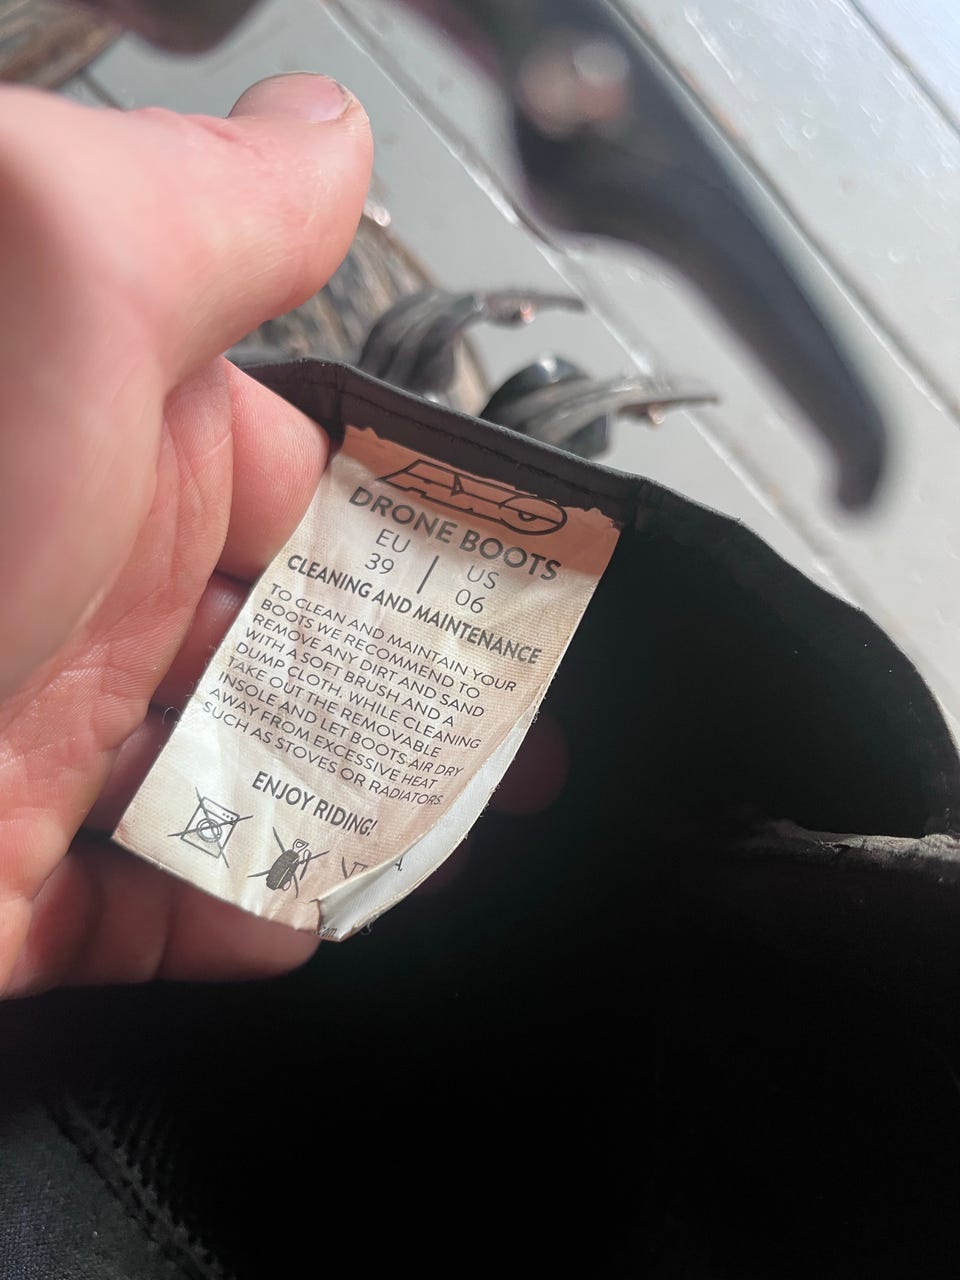 AXO
DRONE BOOTS
EU | US
39 06
CLEANING AND MAINTENANCE
TO CLEAN AND MAINTAIN YOUR
BOOTS WE RECOMMEND TO
REMOVE ANY DIRT AND SAND
WITH A SOFT BRUSH AND A
DUMP CLOTH. WHILE CLEANING
TAKE OUT THE REMOVABLE
INSOLE AND LET BOOTS AIR DRY
AWAY FROM EXCESSIVE HEAT
SUCH AS STOVES OR RADIATORS
ENJOY RIDING!